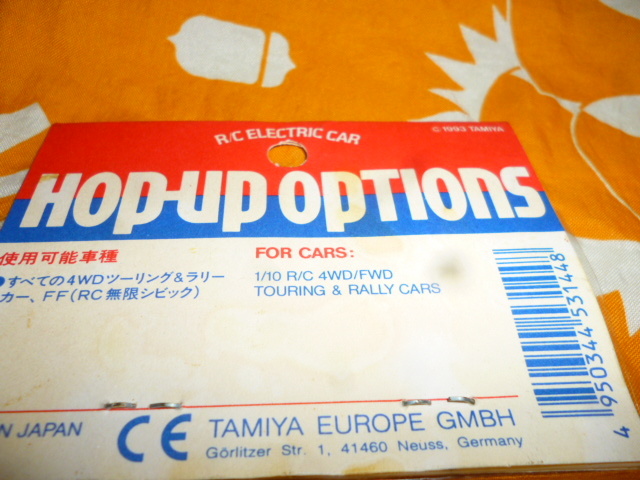 R/C ELECTRIC CAR
© 1993 TAMIYA
HOP-UP OPTIONS
使用可能車種
●すべての4WDツーリング&ラリー
カー、FF(RC無限シビック)
FOR CARS:
1/10 R/C 4WD/FWD
TOURING & RALLY CARS
4 950344 531448
N JAPAN
CE TAMIYA EUROPE GMBH
Görlitzer Str. 1, 41460 Neuss, Germany